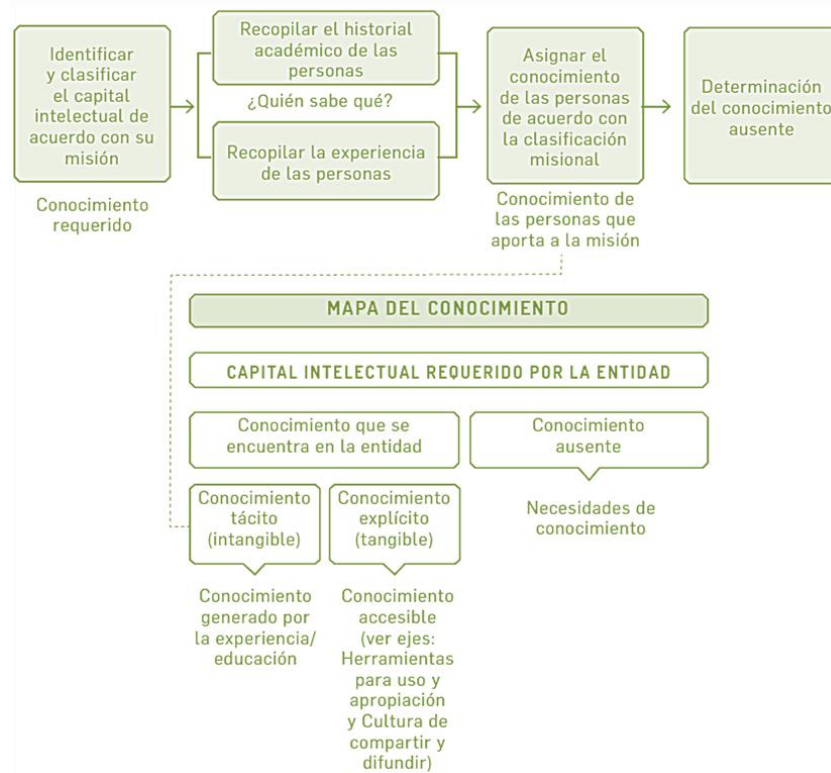 Identificar
y clasificar
el capital
intelectual de
acuerdo con su
misión
Conocimiento
requerido
Recopilar el historial
académico de las
personas
¿Quién sabe qué?
Recopilar la experiencia
de las personas
Asignar el
conocimiento
de las personas
de acuerdo con
la clasificación
misional
Conocimiento de
las personas que
aporta a la misión
Determinación
del conocimiento
ausente
MAPA DEL CONOCIMIENTO
CAPITAL INTELECTUAL REQUERIDO POR LA ENTIDAD
Conocimiento que se
encuentra en la entidad
Conocimiento
ausente
Necesidades de
conocimiento
Conocimiento
tácito
(intangible)
Conocimiento
generado por
la experiencia/
educación
Conocimiento
explícito
(tangible)
Conocimiento
accesible
(ver ejes:
Herramientas
para uso y
apropiación
y Cultura de
compartir y
difundir)